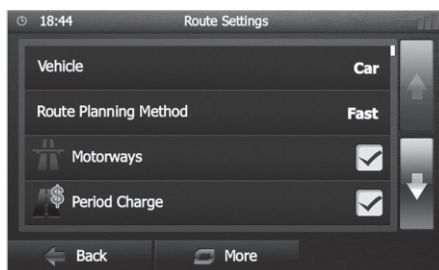 18:44 Route Settings
Vehicle Car
Route Planning Method Fast
Motorways
Period Charge
Back More